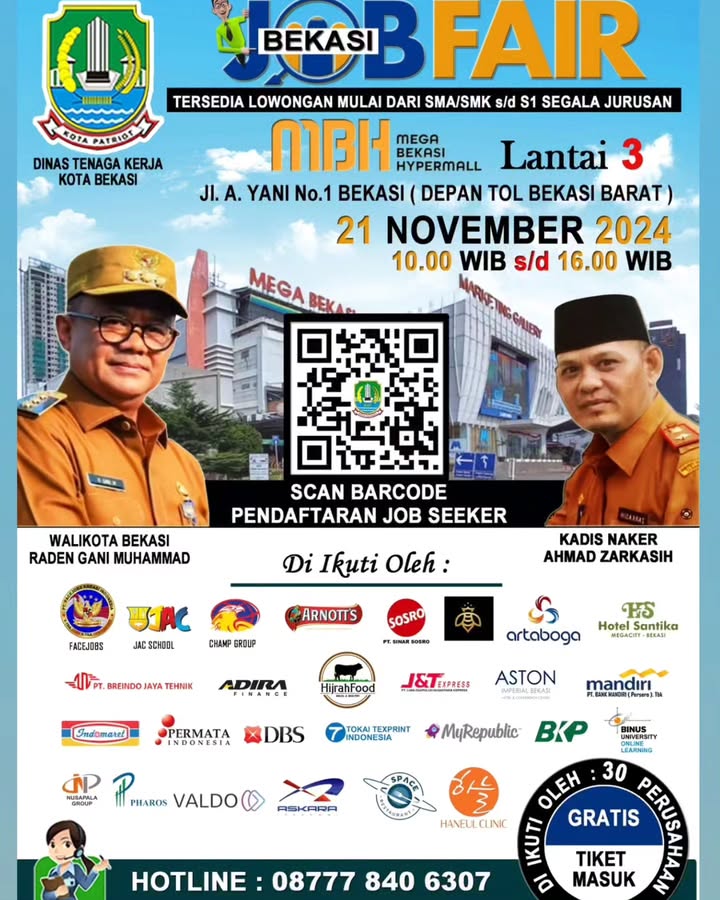 JOB FAIR
BEKASI
TERSEDIA LOWONGAN MULAI DARI SMA/SMK s/d S1 SEGALA JURUSAN
KOTA PATRIOT
DINAS TENAGA KERJA
KOTA BEKASI
MBH MEGA
BEKASI
HYPERMALL
Lantai 3
Jl. A. YANI No.1 BEKASI ( DEPAN TOL BEKASI BARAT )
21 NOVEMBER 2024
10.00 WIB s/d 16.00 WIB
MEGA BEKASI
MARKETING GALLERY
SCAN BARCODE
PENDAFTARAN JOB SEEKER
WALIKOTA BEKASI
RADEN GANI MUHAMMAD
KADIS NAKER
AHMAD ZARKASIH
Di Ikuti Oleh :
FACEJOBS
JAC
JAC SCHOOL
CHAMP GROUP
ARNOTT'S
SOSRO
PT. SINAR SOSRO
artaboga
HS
Hotel Santika
MEGACITY - BEKASI
PT. BREINDO JAYA TEHNIK
ADIRA
FINANCE
HijrahFood
J&T EXPRESS
ASTON
IMPERIAL BEKASI
mandiri
PT. BANK MANDIRI ( Persero ). Tbk
Indomaret
PERMATA
INDONESIA
DBS
TOKAI TEXPRINT
INDONESIA
MyRepublic
BKP
BINUS
UNIVERSITY
ONLINE
LEARNING
NUSAPALA
GROUP
PHAROS
VALDO
ASKARA
SPACE
RESTAURANT
하늘
HANEUL CLINIC
DI IKUTI OLEH : 30 PERUSAHAAN
GRATIS
TIKET
MASUK
HOTLINE : 08777 840 6307